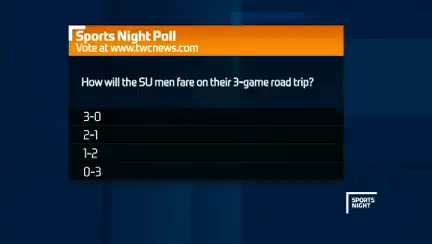 Sports Night Poll
Vote at www.twcnews.com
How will the SU men fare on their 3-game road trip?
3-0
2-1
1-2
0-3
SPORTS
NIGHT